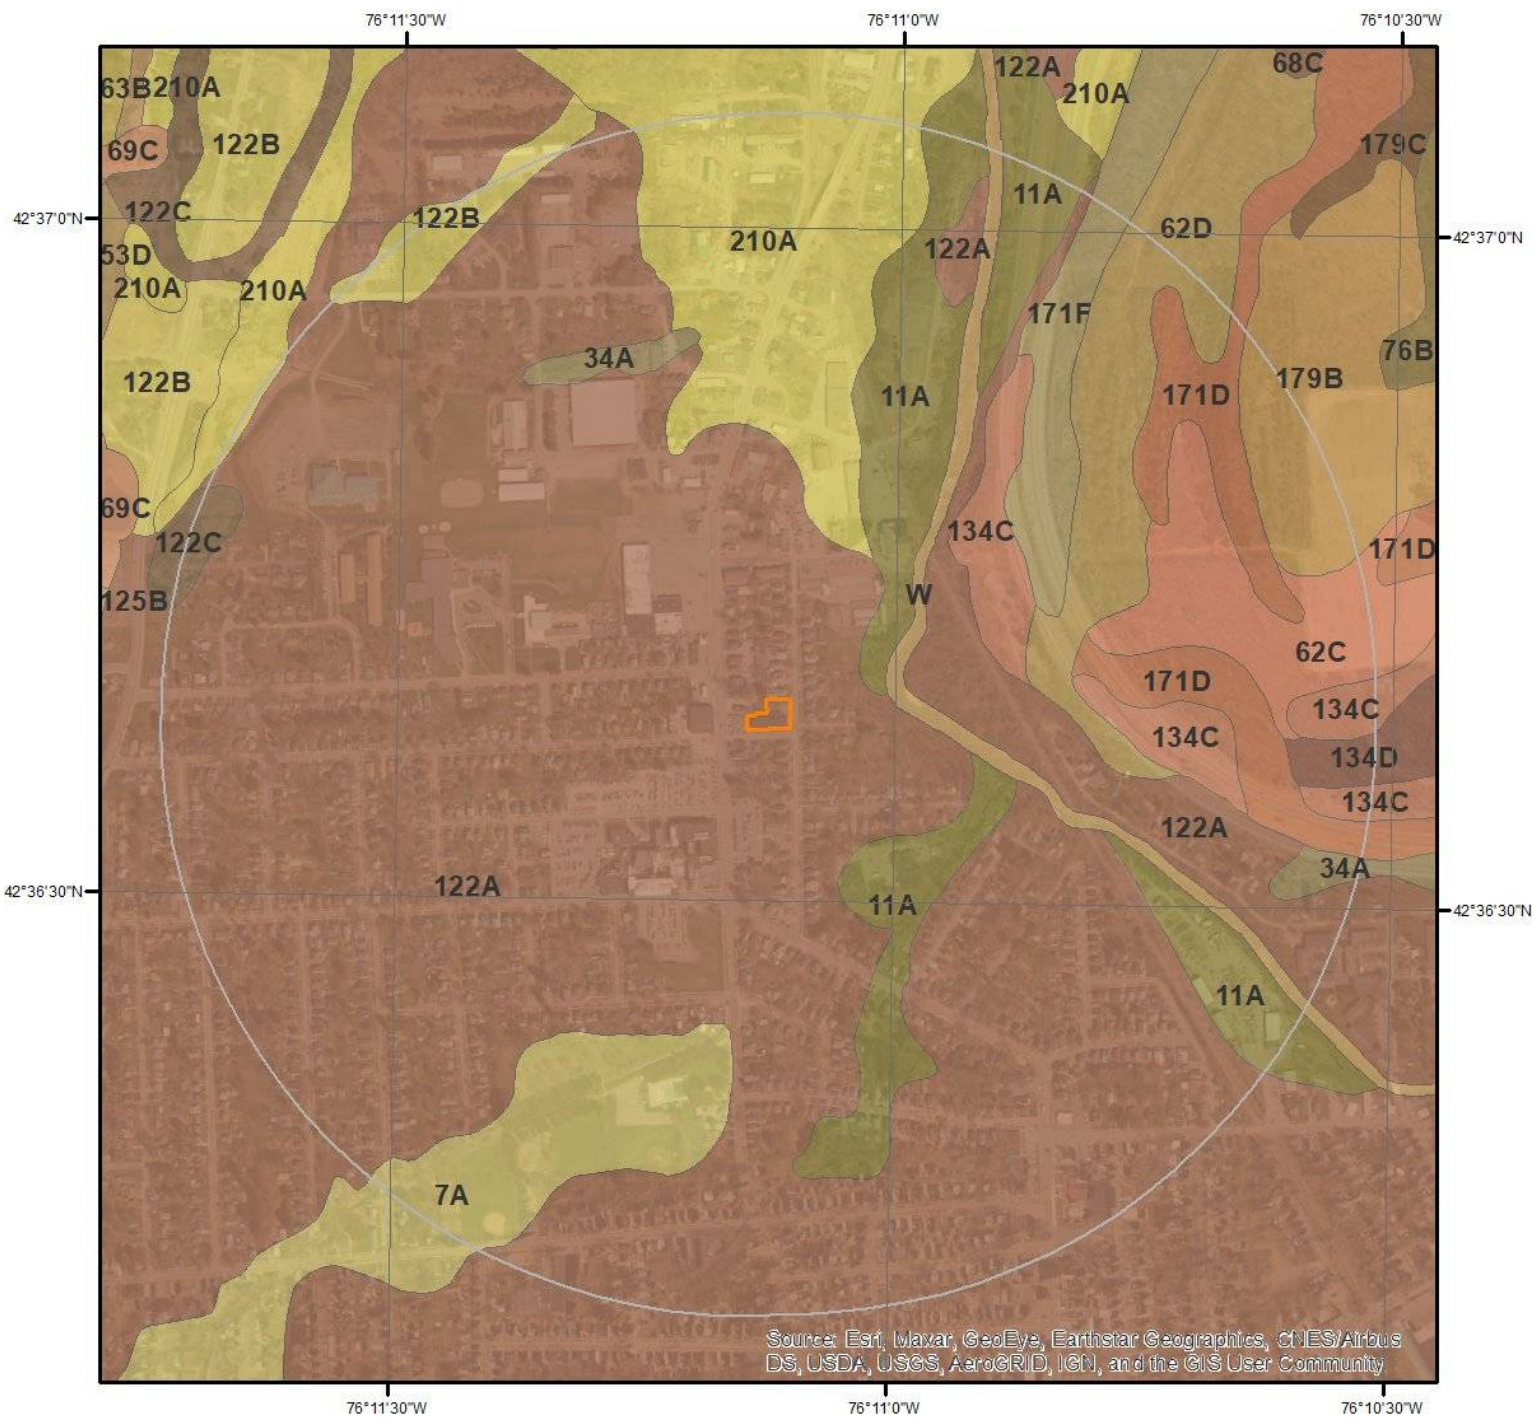 76°11'30"W
76°11'0"W
76°10'30"W
122A
68C
63B
210A
210A
122B
179C
69C
11A
122C
122B
42°37'0"N
62D
42°37'0"N
210A
122A
53D
210A
210A
171F
34A
76B
122B
179B
11A
171D
69C
134C
122C
171D
125B
W
62C
171D
134C
134C
134D
134C
122A
34A
122A
42°36'30"N
11A
42°36'30"N
11A
7A
Source: Esri, Maxar, GeoEye, Earthstar Geographics, CNES/Airbus
DS, USDA, USGS, AeroGRID, IGN, and the GIS User Community
76°11'30"W
76°11'0"W
76°10'30"W